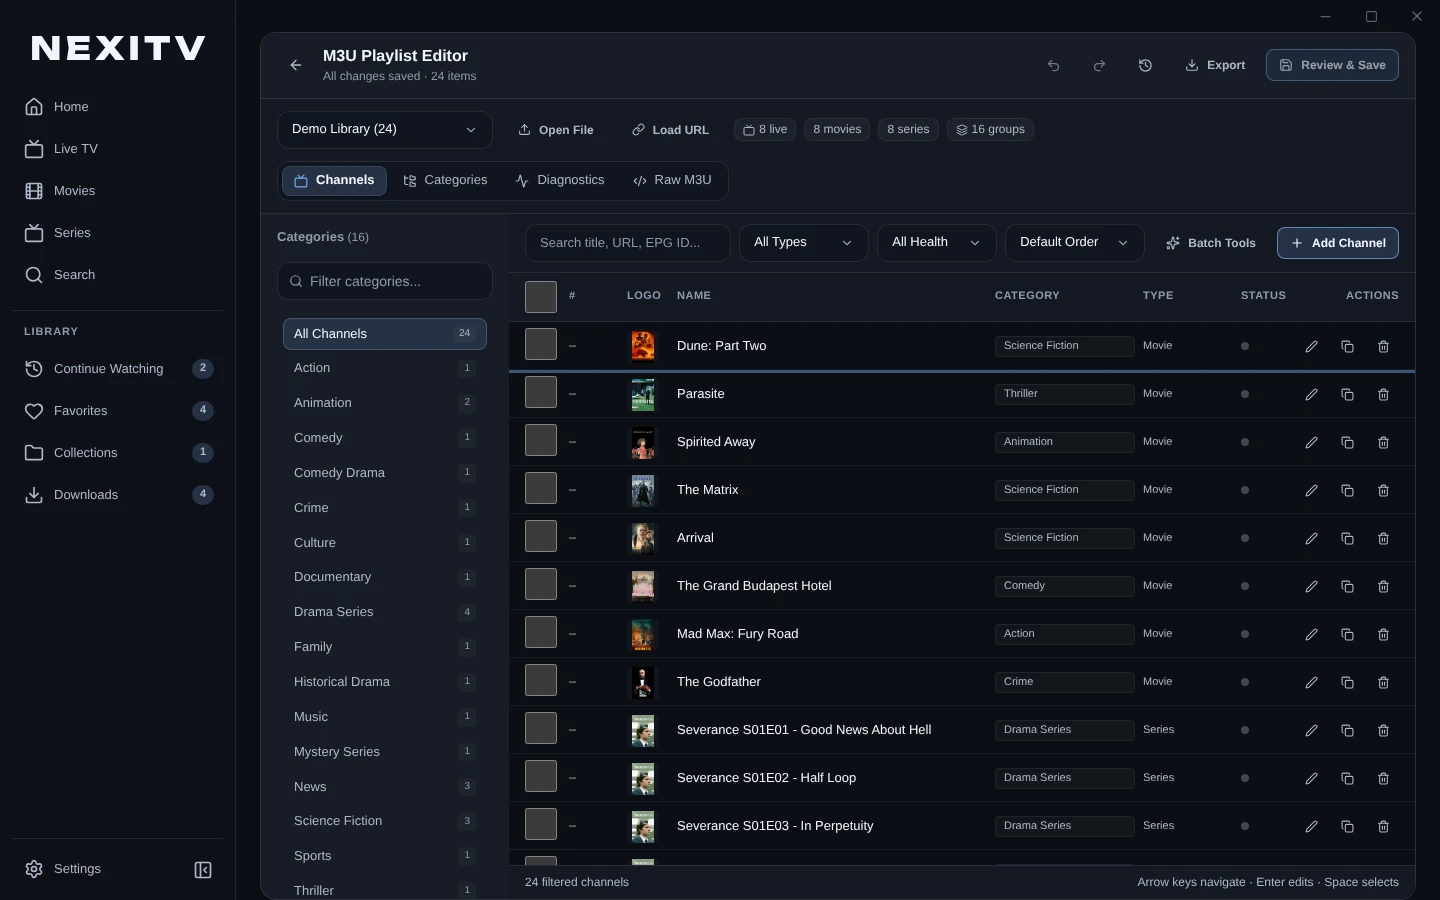 NEXITV
Home
Live TV
Movies
Series
Search
LIBRARY
Continue Watching 2
Favorites 4
Collections 1
Downloads 4
Settings
M3U Playlist Editor
All changes saved · 24 items
Export
Review & Save
Demo Library (24)
Open File
Load URL
8 live
8 movies
8 series
16 groups
Channels
Categories
Diagnostics
Raw M3U
Categories (16)
Filter categories...
All Channels 24
Action 1
Animation 2
Comedy 1
Comedy Drama 1
Crime 1
Culture 1
Documentary 1
Drama Series 4
Family 1
Historical Drama 1
Music 1
Mystery Series 1
News 3
Science Fiction 3
Sports 1
Thriller 1
Search title, URL, EPG ID...
All Types
All Health
Default Order
Batch Tools
Add Channel
# LOGO NAME CATEGORY TYPE STATUS ACTIONS
– Dune: Part Two Science Fiction Movie
– Parasite Thriller Movie
– Spirited Away Animation Movie
– The Matrix Science Fiction Movie
– Arrival Science Fiction Movie
– The Grand Budapest Hotel Comedy Movie
– Mad Max: Fury Road Action Movie
– The Godfather Crime Movie
– Severance S01E01 - Good News About Hell Drama Series Series
– Severance S01E02 - Half Loop Drama Series Series
– Severance S01E03 - In Perpetuity Drama Series Series
24 filtered channels
Arrow keys navigate · Enter edits · Space selects